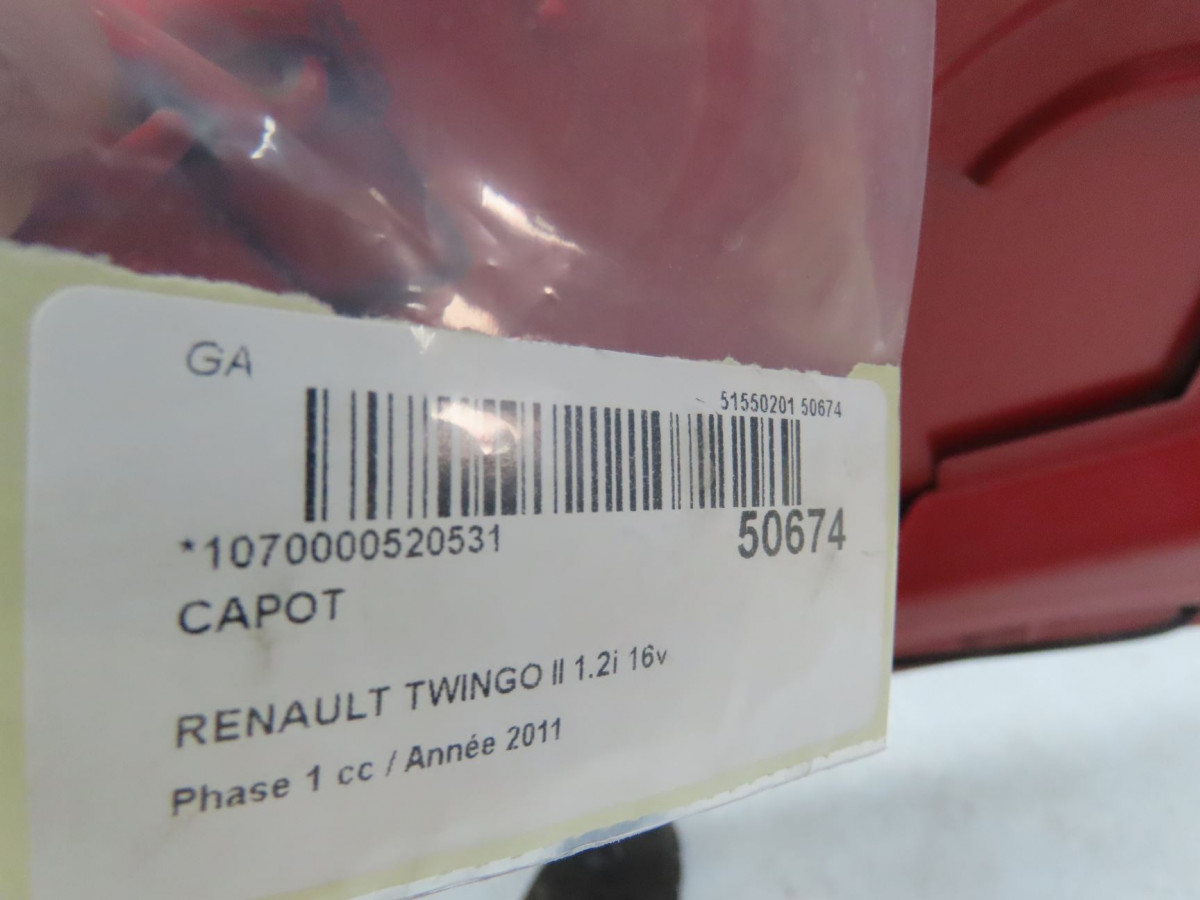 GA
51550201 50674
*1070000520531
50674
CAPOT
RENAULT TWINGO II 1.2i 16v
Phase 1 cc / Année 2011